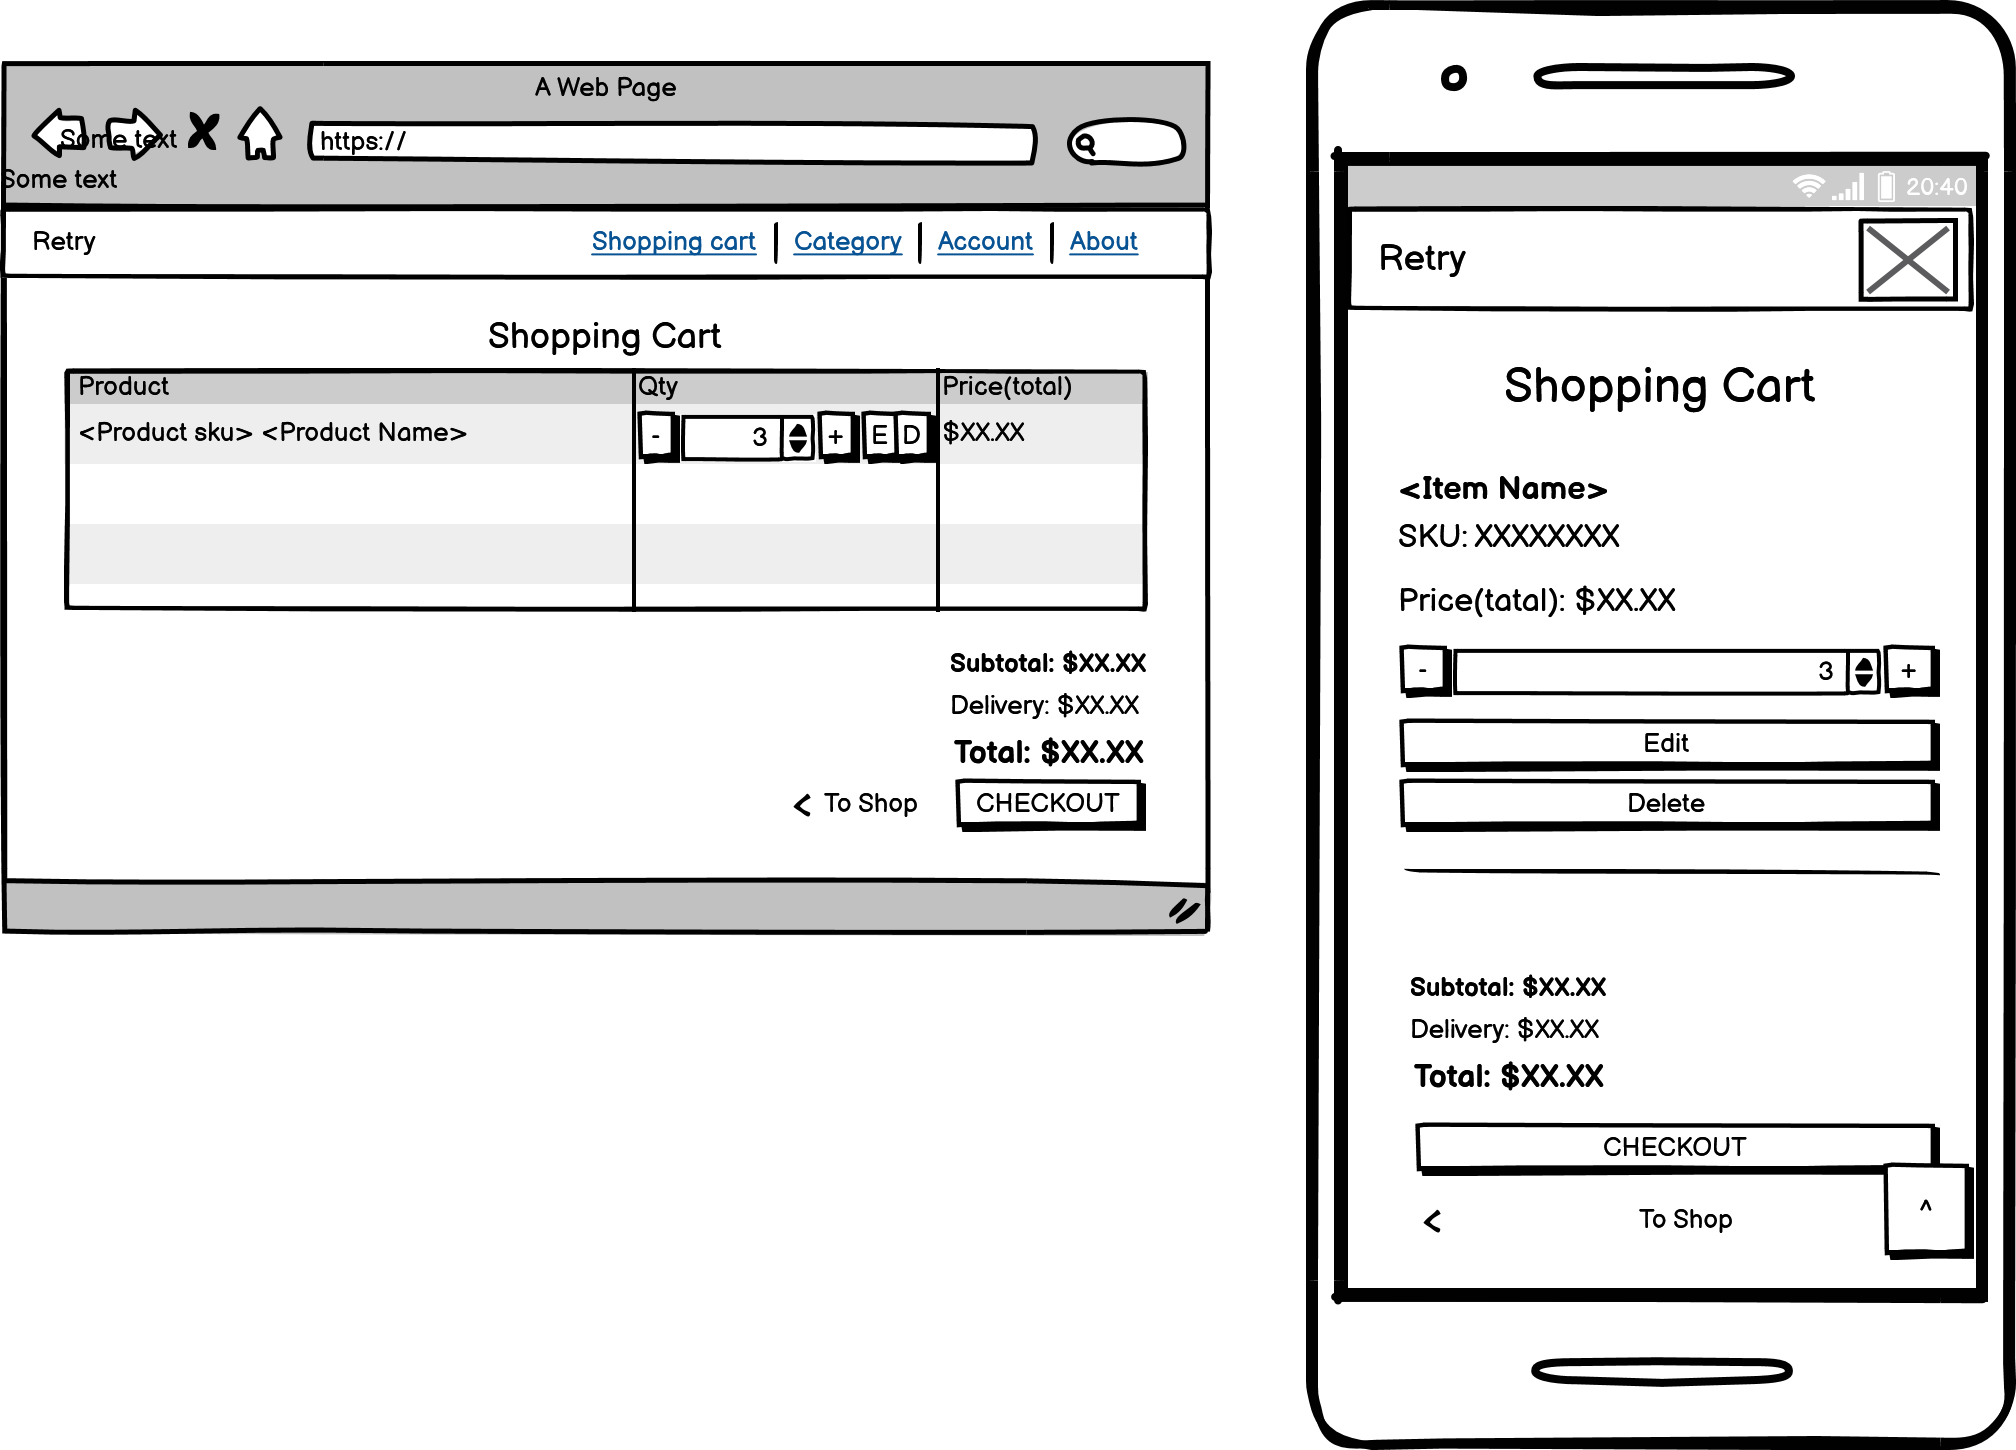 A Web Page
Some text
https://
Some text
Retry
Shopping cart
Category
Account
About
Shopping Cart
Product
Qty
Price(total)
<Product sku> <Product Name>
-
3
+
E
D
$XX.XX
Subtotal: $XX.XX
Delivery: $XX.XX
Total: $XX.XX
< To Shop
CHECKOUT
20:40
Retry
Shopping Cart
<Item Name>
SKU: XXXXXXXX
Price(tatal): $XX.XX
-
3
+
Edit
Delete
Subtotal: $XX.XX
Delivery: $XX.XX
Total: $XX.XX
CHECKOUT
< To Shop
^